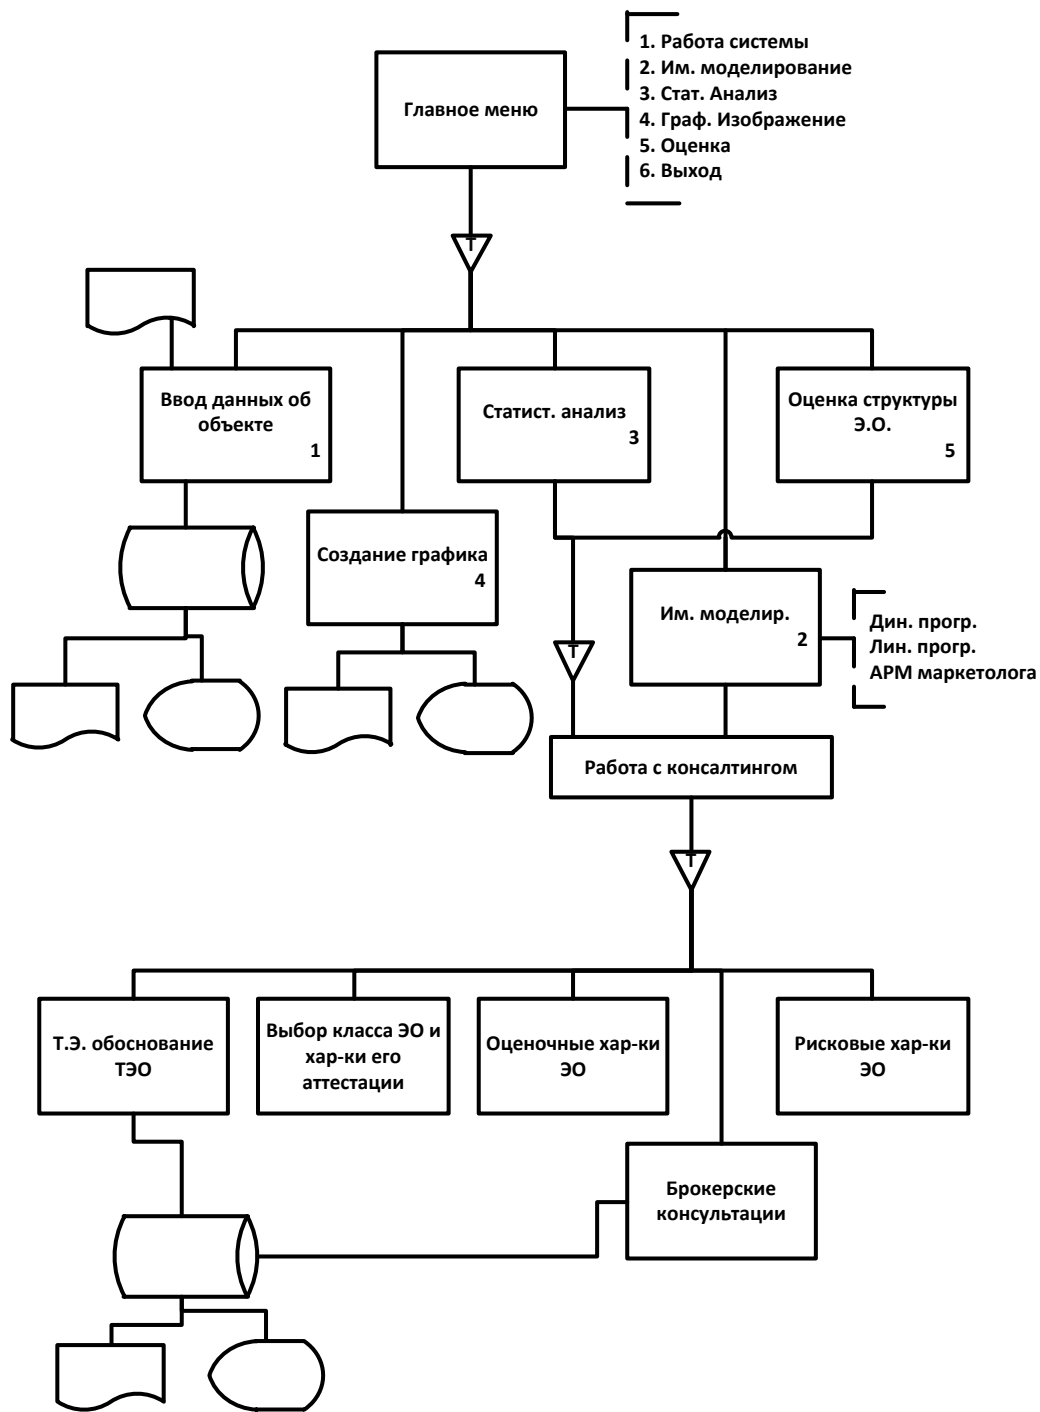 Главное меню
1. Работа системы
2. Им. моделирование
3. Стат. Анализ
4. Граф. Изображение
5. Оценка
6. Выход
Т
Ввод данных об
объекте
1
Статист. анализ
3
Оценка структуры
Э.О.
5
Создание графика
4
Им. моделир.
2
Дин. прогр.
Лин. прогр.
АРМ маркетолога
Т
Работа с консалтингом
Т
Т.Э. обоснование
ТЭО
Выбор класса ЭО и
хар-ки его
аттестации
Оценочные хар-ки
ЭО
Рисковые хар-ки
ЭО
Брокерские
консультации